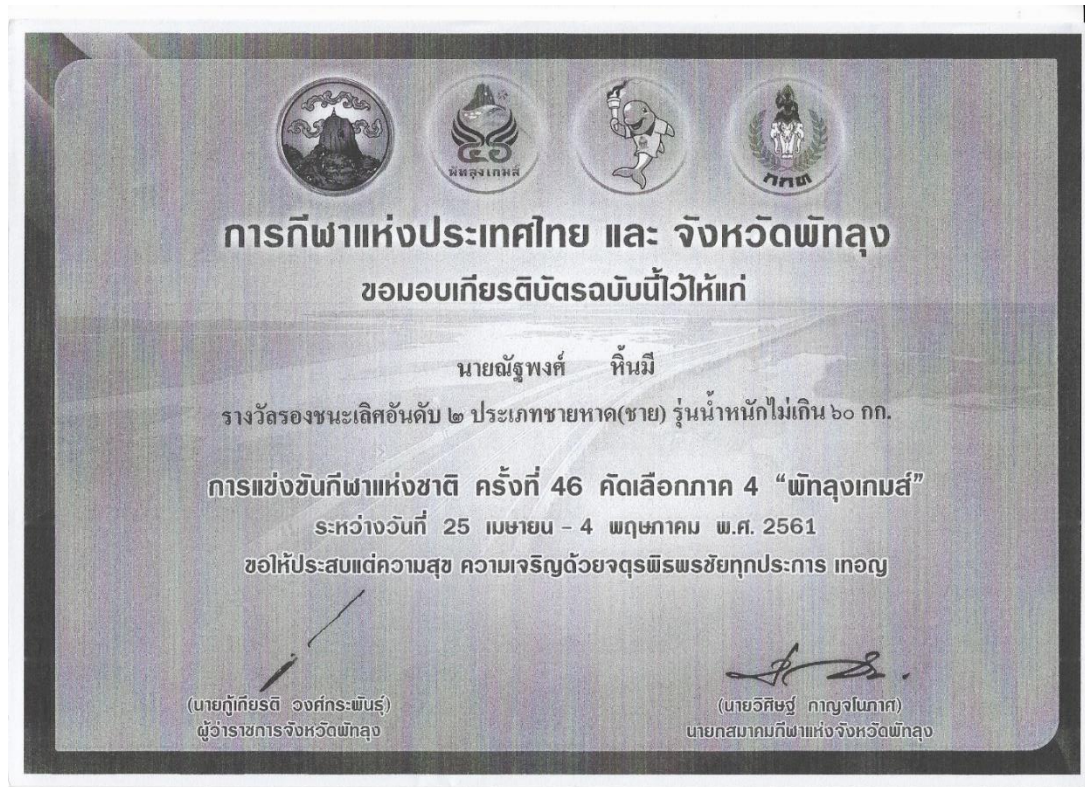 ๔๖
พัทลุงเกมส์
กกท
การกีฬาแห่งประเทศไทย และ จังหวัดพัทลุง
ขอมอบเกียรติบัตรฉบับนี้ไว้ให้แก่
นายณัฐพงศ์ หิ้นมี
รางวัลรองชนะเลิศอันดับ ๒ ประเภทชายหาด(ชาย) รุ่นน้ำหนักไม่เกิน ๖๐ กก.
การแข่งขันกีฬาแห่งชาติ ครั้งที่ 46 คัดเลือกภาค 4 “พัทลุงเกมส์”
ระหว่างวันที่ 25 เมษายน - 4 พฤษภาคม พ.ศ. 2561
ขอให้ประสบแต่ความสุข ความเจริญด้วยจตุรพิธพรชัยทุกประการ เทอญ
(นายกู้เกียรติ วงศ์กระพันธุ์)
ผู้ว่าราชการจังหวัดพัทลุง
(นายวิศิษฐ์ กาญจโนภาศ)
นายกสมาคมกีฬาแห่งจังหวัดพัทลุง